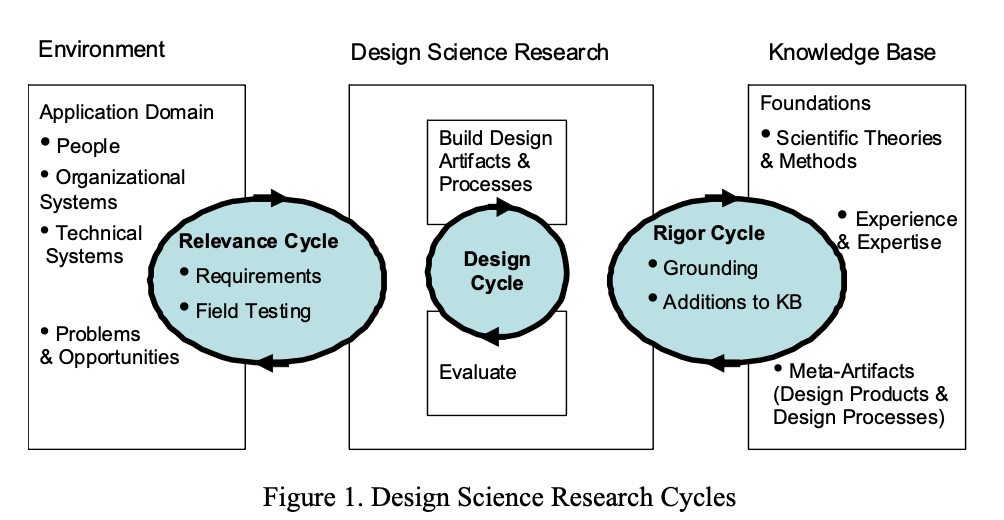 Environment
Design Science Research
Knowledge Base
Application Domain
• People
• Organizational
Systems
• Technical
Systems
• Problems
& Opportunities
Relevance Cycle
• Requirements
• Field Testing
Build Design
Artifacts &
Processes
Design
Cycle
Evaluate
Rigor Cycle
• Grounding
• Additions to KB
Foundations
• Scientific Theories
& Methods
• Experience
& Expertise
• Meta-Artifacts
(Design Products &
Design Processes)
Figure 1. Design Science Research Cycles